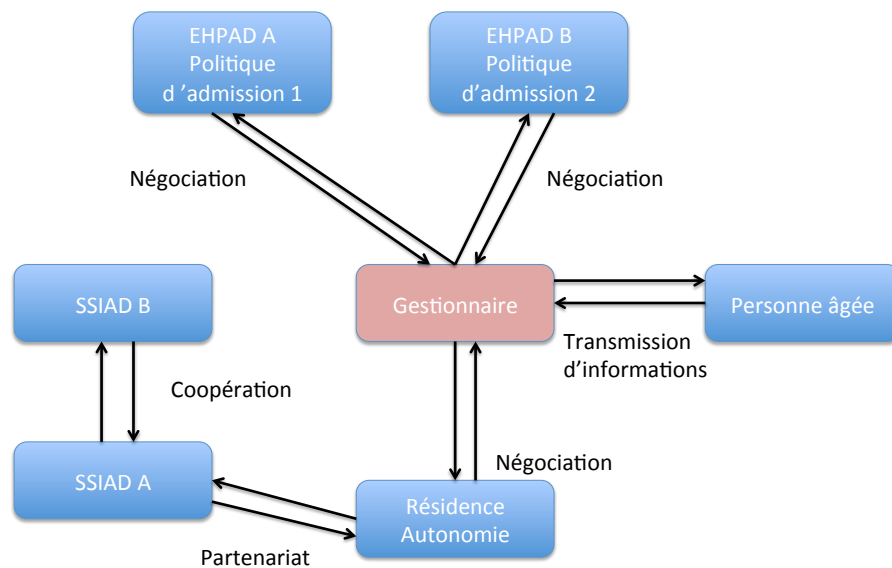 EHPAD A
Politique
d ’admission 1
EHPAD B
Politique
d’admission 2
Négociation
Négociation
SSIAD B
Gestionnaire
Personne âgée
Transmission
d’informations
Coopération
SSIAD A
Négociation
Résidence
Autonomie
Partenariat